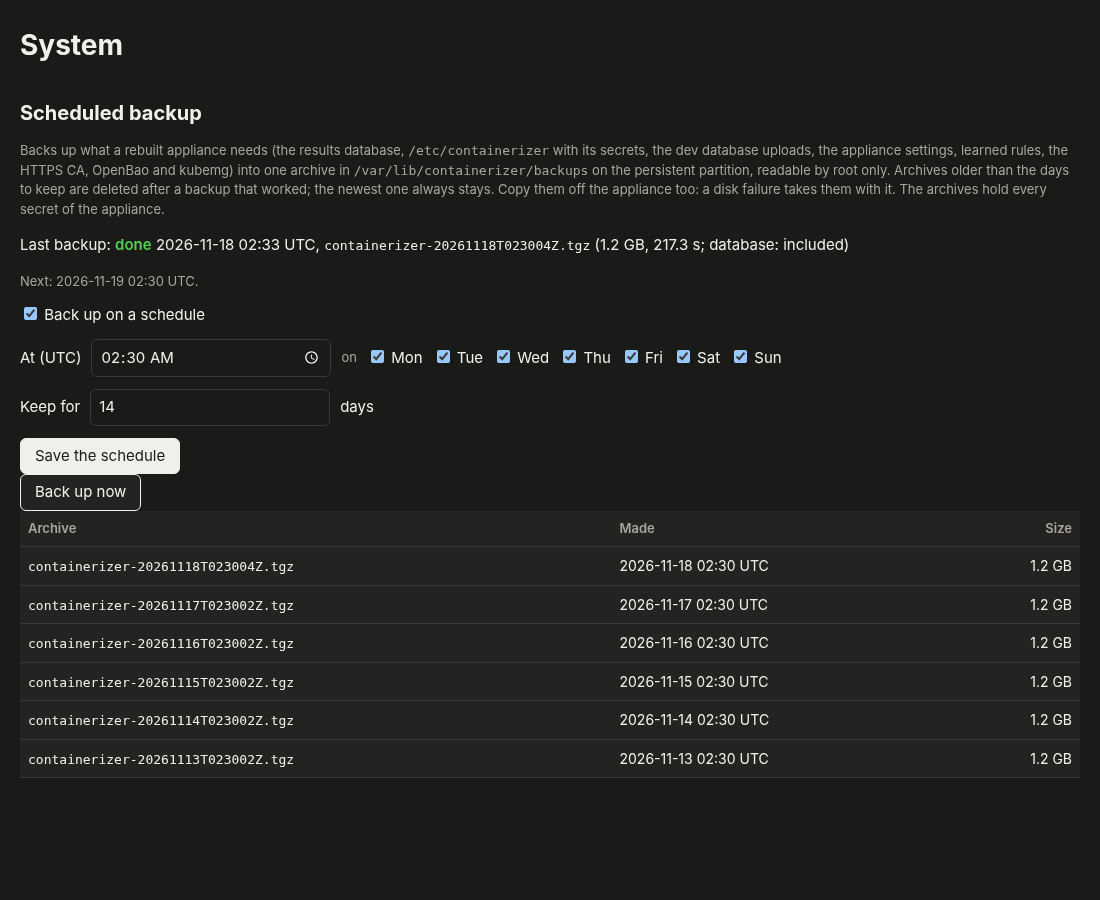 System
Scheduled backup
Backs up what a rebuilt appliance needs (the results database, /etc/containerizer with its secrets, the dev database uploads, the appliance settings, learned rules, the
HTTPS CA, OpenBao and kubemg) into one archive in /var/lib/containerizer/backups on the persistent partition, readable by root only. Archives older than the days
to keep are deleted after a backup that worked; the newest one always stays. Copy them off the appliance too: a disk failure takes them with it. The archives hold every
secret of the appliance.
Last backup: done 2026-11-18 02:33 UTC, containerizer-20261118T023004Z.tgz (1.2 GB, 217.3 s; database: included)
Next: 2026-11-19 02:30 UTC.
Back up on a schedule
At (UTC) 02:30 AM on Mon Tue Wed Thu Fri Sat Sun
Keep for 14 days
Save the schedule
Back up now
Archive Made Size
containerizer-20261118T023004Z.tgz 2026-11-18 02:30 UTC 1.2 GB
containerizer-20261117T023002Z.tgz 2026-11-17 02:30 UTC 1.2 GB
containerizer-20261116T023002Z.tgz 2026-11-16 02:30 UTC 1.2 GB
containerizer-20261115T023002Z.tgz 2026-11-15 02:30 UTC 1.2 GB
containerizer-20261114T023002Z.tgz 2026-11-14 02:30 UTC 1.2 GB
containerizer-20261113T023002Z.tgz 2026-11-13 02:30 UTC 1.2 GB